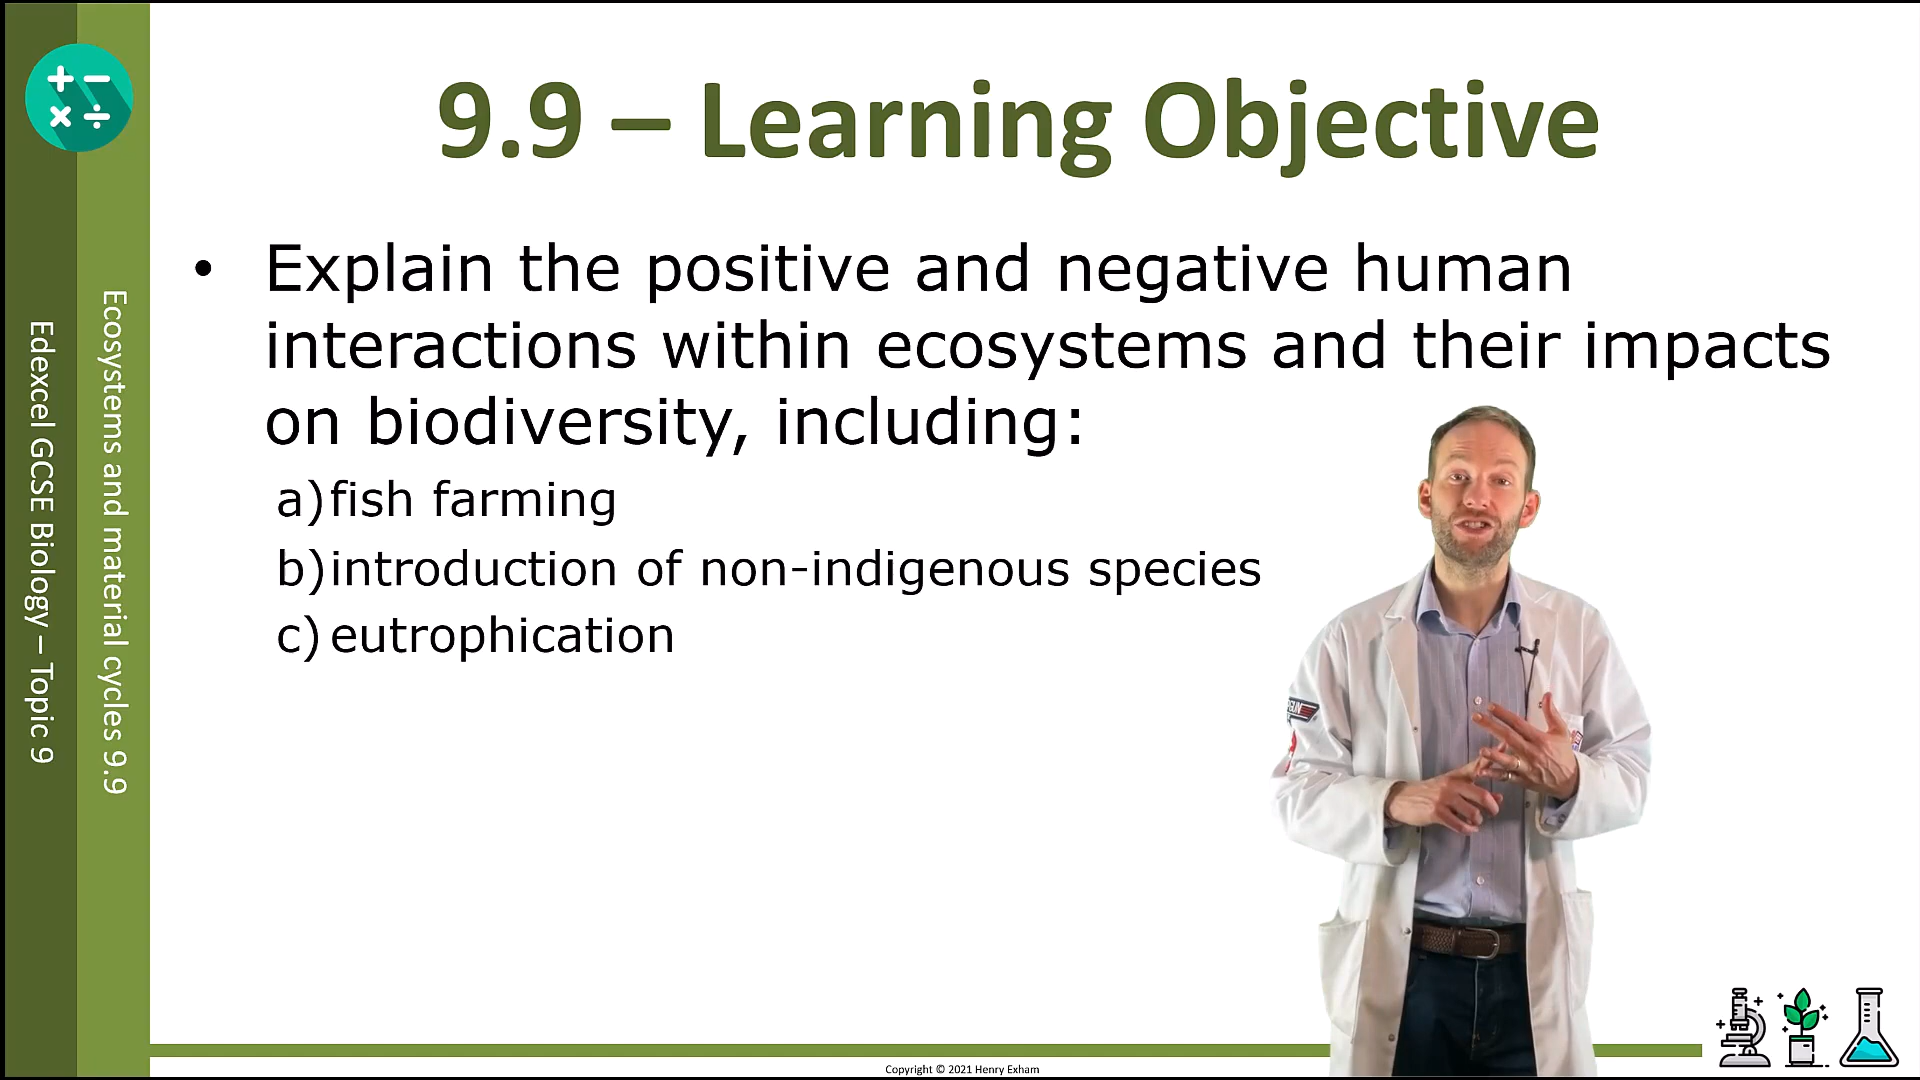 9.9 – Learning Objective
• Explain the positive and negative human
interactions within ecosystems and their impacts
on biodiversity, including:
a) fish farming
b) introduction of non-indigenous species
c) eutrophication
Ecosystems and material cycles 9.9
Edexcel GCSE Biology – Topic 9
Copyright © 2021 Henry Exham